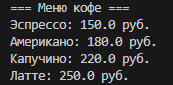 === Меню кофе ===
Эспрессо: 150.0 руб.
Американо: 180.0 руб.
Капучино: 220.0 руб.
Латте: 250.0 руб.